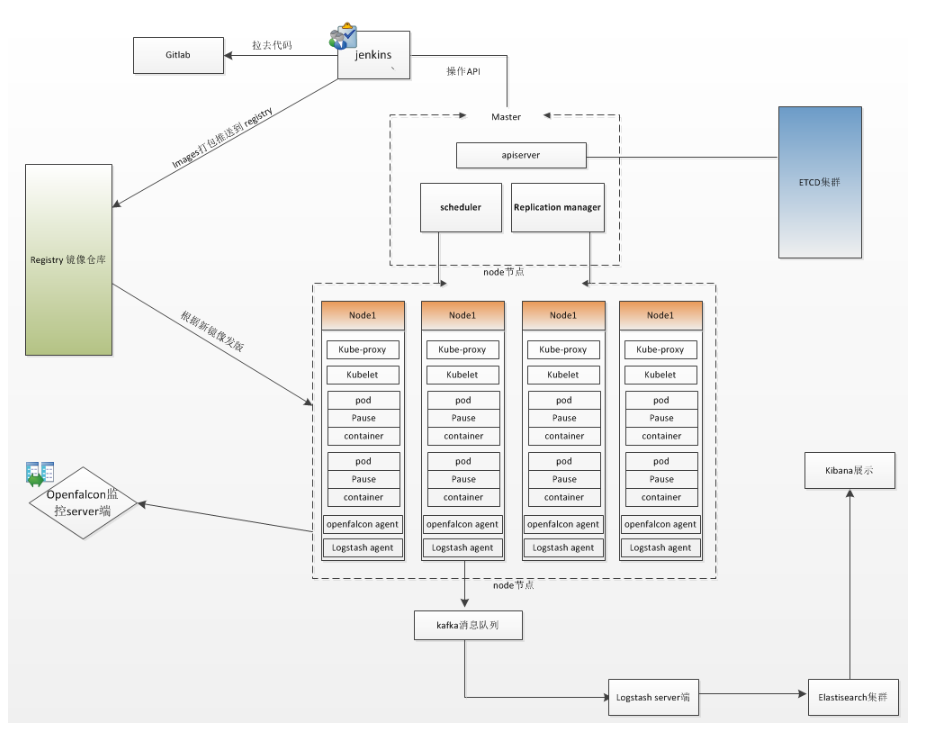 Gitlab
拉去代码
jenkins
、
操作API
Images打包推送到 registry
Master
apiserver
ETCD集群
scheduler
Replication manager
Registry 镜像仓库
node节点
根据新镜像发版
Node1
Kube-proxy
Kubelet
pod
Pause
container
pod
Pause
container
openfalcon agent
Logstash agent
Node1
Kube-proxy
Kubelet
pod
Pause
container
pod
Pause
container
openfalcon agent
Logstash agent
Node1
Kube-proxy
Kubelet
pod
Pause
container
pod
Pause
container
openfalcon agent
Logstash agent
Node1
Kube-proxy
Kubelet
pod
Pause
container
pod
Pause
container
openfalcon agent
Logstash agent
Openfalcon监
控server端
node节点
kafka消息队列
Kibana展示
Logstash server端
Elastisearch集群